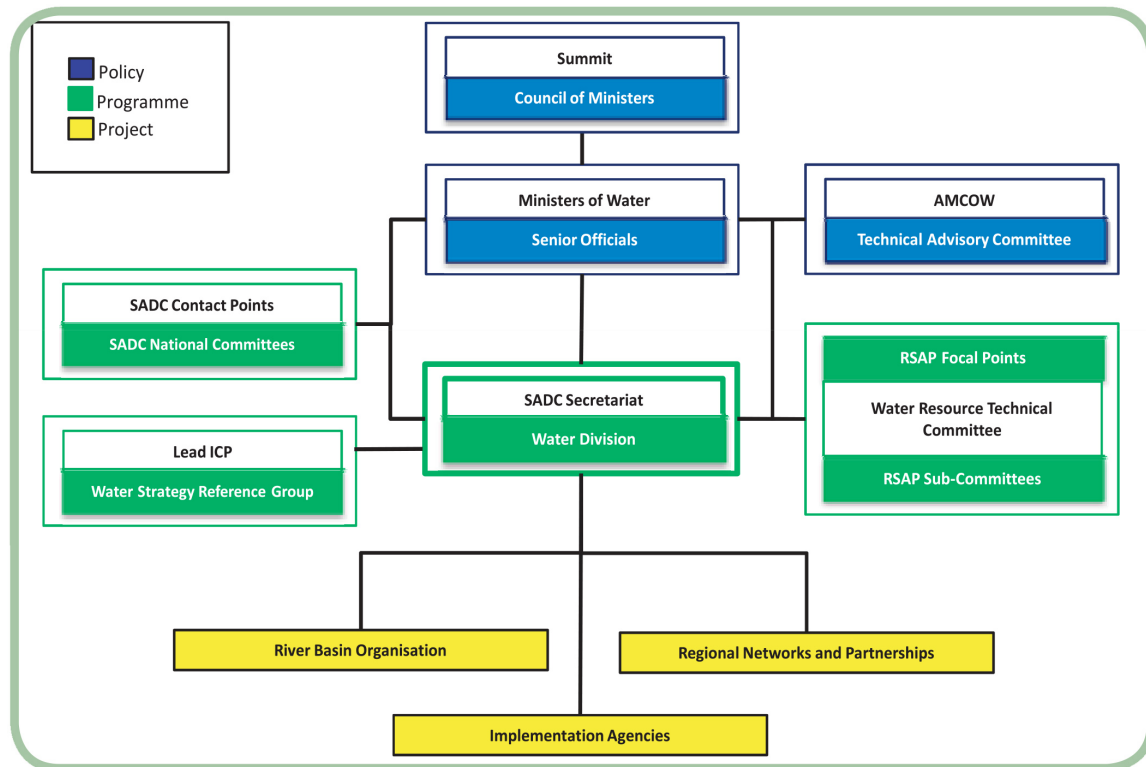 Policy
Programme
Project
Summit
Council of Ministers
Ministers of Water
Senior Officials
AMCOW
Technical Advisory Committee
SADC Contact Points
SADC National Committees
RSAP Focal Points
Water Resource Technical
Committee
RSAP Sub-Committees
SADC Secretariat
Water Division
Lead ICP
Water Strategy Reference Group
River Basin Organisation
Regional Networks and Partnerships
Implementation Agencies